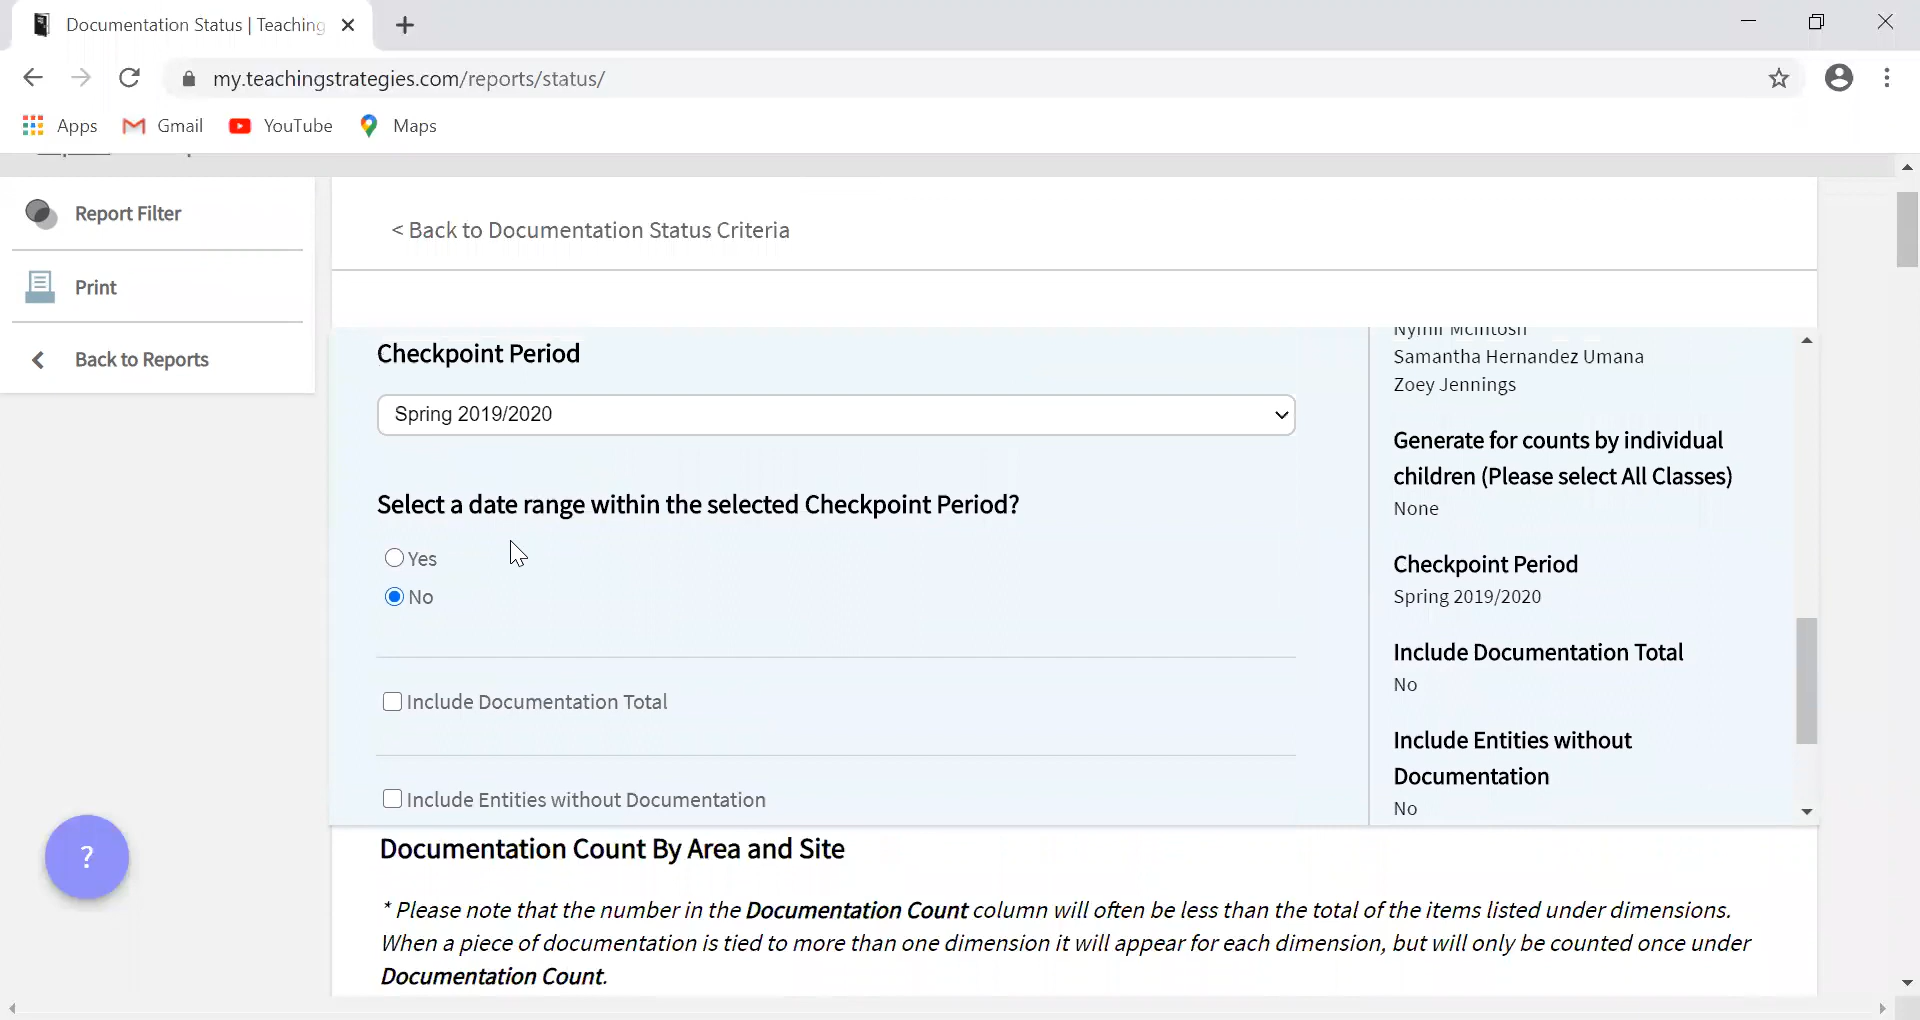 Documentation Status | Teaching
my.teachingstrategies.com/reports/status/
Apps
Gmail
YouTube
Maps
Report Filter
Print
Back to Reports
< Back to Documentation Status Criteria
Checkpoint Period
Spring 2019/2020
Select a date range within the selected Checkpoint Period?
Yes
No
Include Documentation Total
Include Entities without Documentation
Samantha Hernandez Umana
Zoey Jennings
Generate for counts by individual
children (Please select All Classes)
None
Checkpoint Period
Spring 2019/2020
Include Documentation Total
No
Include Entities without
Documentation
No
?
Documentation Count By Area and Site
* Please note that the number in the Documentation Count column will often be less than the total of the items listed under dimensions.
When a piece of documentation is tied to more than one dimension it will appear for each dimension, but will only be counted once under
Documentation Count.